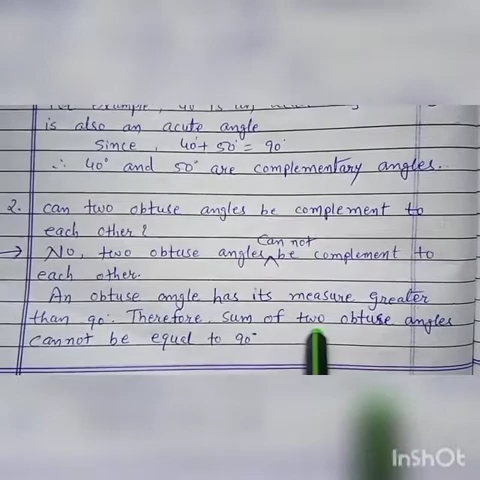 is also an acute angle
Since, 40° + 50° = 90°
∴ 40° and 50° are complementary angles.
2. can two obtuse angles be complement to
each other?
→ No, two obtuse angles can not be complement to
each other.
An obtuse angle has its measure greater
than 90°. Therefore sum of two obtuse angles
cannot be equal to 90°
InShOt